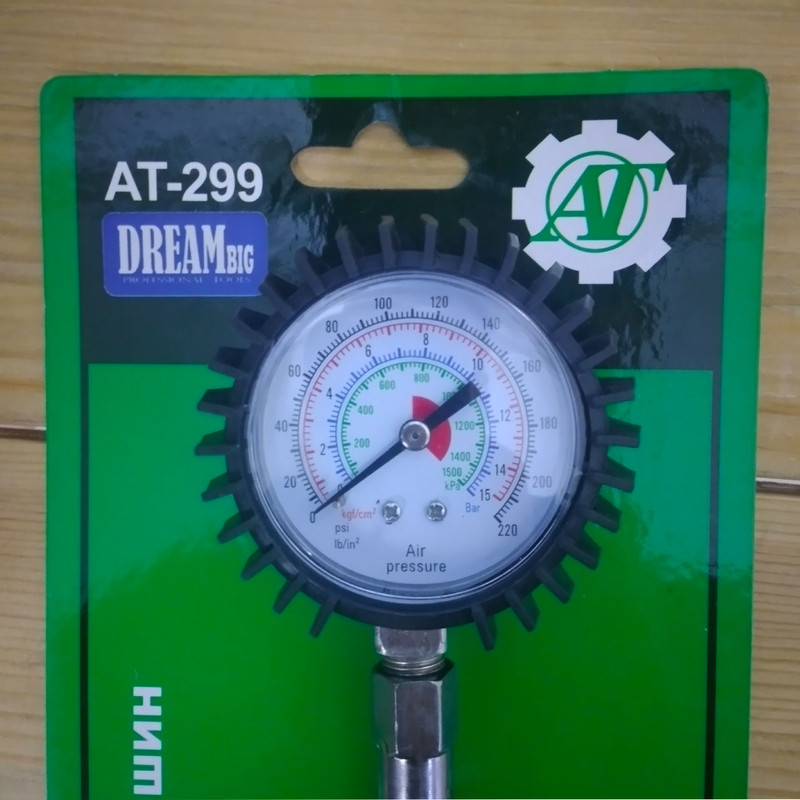 AT-299
AT
DREAMBIG
PROFESSIONAL TOOLS
0 20 40 60 80 100 120 140 160 180 200 220
2 4 6 8 10 12 14 15
200 400 600 800 1200 1400 1500
kPa
kgf/cm²
Bar
psi
lb/in²
Air
pressure
ШИН